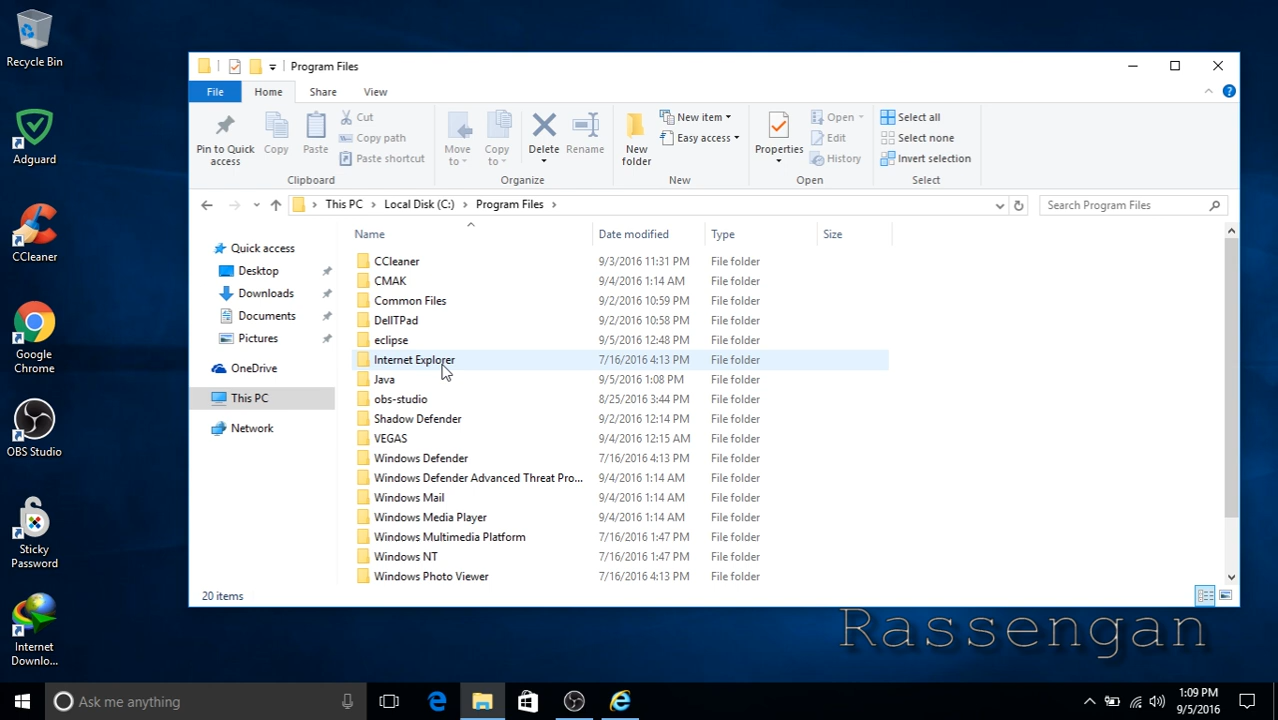 Recycle Bin
Adguard
CCleaner
Google
Chrome
OBS Studio
Sticky
Password
Internet
Downlo...
Program Files
File Home Share View
Pin to Quick
access
Copy
Paste
Cut
Copy path
Paste shortcut
Clipboard
Move
to
Copy
to
Delete
Rename
Organize
New
folder
New item
Easy access
New
Properties
Open
Edit
History
Open
Select all
Select none
Invert selection
Select
This PC > Local Disk (C:) > Program Files >
Search Program Files
Quick access
Desktop
Downloads
Documents
Pictures
OneDrive
This PC
Network
Name Date modified Type Size
CCleaner 9/3/2016 11:31 PM File folder
CMAK 9/4/2016 1:14 AM File folder
Common Files 9/2/2016 10:59 PM File folder
DellTPad 9/2/2016 10:58 PM File folder
eclipse 9/5/2016 12:48 PM File folder
Internet Explorer 7/16/2016 4:13 PM File folder
Java 9/5/2016 1:08 PM File folder
obs-studio 8/25/2016 3:44 PM File folder
Shadow Defender 9/2/2016 12:14 PM File folder
VEGAS 9/4/2016 12:15 AM File folder
Windows Defender 7/16/2016 4:13 PM File folder
Windows Defender Advanced Threat Pro... 9/4/2016 1:14 AM File folder
Windows Mail 9/4/2016 1:14 AM File folder
Windows Media Player 9/4/2016 1:14 AM File folder
Windows Multimedia Platform 7/16/2016 1:47 PM File folder
Windows NT 7/16/2016 1:47 PM File folder
Windows Photo Viewer 7/16/2016 4:13 PM File folder
20 items
Rassengan
Ask me anything
1:09 PM
9/5/2016